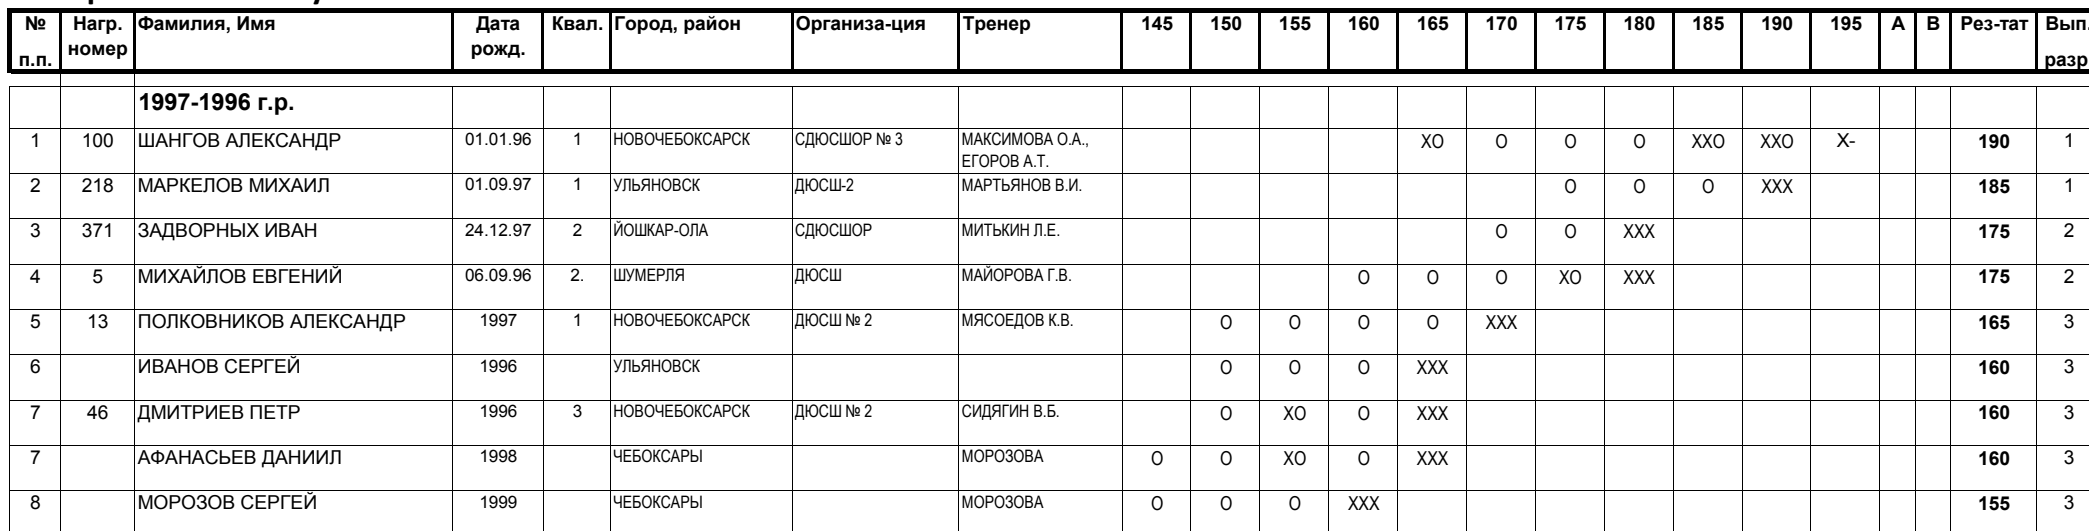 № п.п. Нагр. номер Фамилия, Имя Дата рожд. Квал. Город, район Организа-ция Тренер 145 150 155 160 165 170 175 180 185 190 195 А В Рез-тат Вып. разр
1997-1996 г.р.
1 100 ШАНГОВ АЛЕКСАНДР 01.01.96 1 НОВОЧЕБОКСАРСК СДЮСШОР № 3 МАКСИМОВА О.А., ЕГОРОВ А.Т. ХО О О О ХХО ХХО Х- 190 1
2 218 МАРКЕЛОВ МИХАИЛ 01.09.97 1 УЛЬЯНОВСК ДЮСШ-2 МАРТЬЯНОВ В.И. О О О ХХХ 185 1
3 371 ЗАДВОРНЫХ ИВАН 24.12.97 2 ЙОШКАР-ОЛА СДЮСШОР МИТЬКИН Л.Е. О О ХХХ 175 2
4 5 МИХАЙЛОВ ЕВГЕНИЙ 06.09.96 2. ШУМЕРЛЯ ДЮСШ МАЙОРОВА Г.В. О О О ХО ХХХ 175 2
5 13 ПОЛКОВНИКОВ АЛЕКСАНДР 1997 1 НОВОЧЕБОКСАРСК ДЮСШ № 2 МЯСОЕДОВ К.В. О О О О ХХХ 165 3
6 ИВАНОВ СЕРГЕЙ 1996 УЛЬЯНОВСК О О О ХХХ 160 3
7 46 ДМИТРИЕВ ПЕТР 1996 3 НОВОЧЕБОКСАРСК ДЮСШ № 2 СИДЯГИН В.Б. О ХО О ХХХ 160 3
7 АФАНАСЬЕВ ДАНИИЛ 1998 ЧЕБОКСАРЫ МОРОЗОВА О О ХО О ХХХ 160 3
8 МОРОЗОВ СЕРГЕЙ 1999 ЧЕБОКСАРЫ МОРОЗОВА О О О ХХХ 155 3